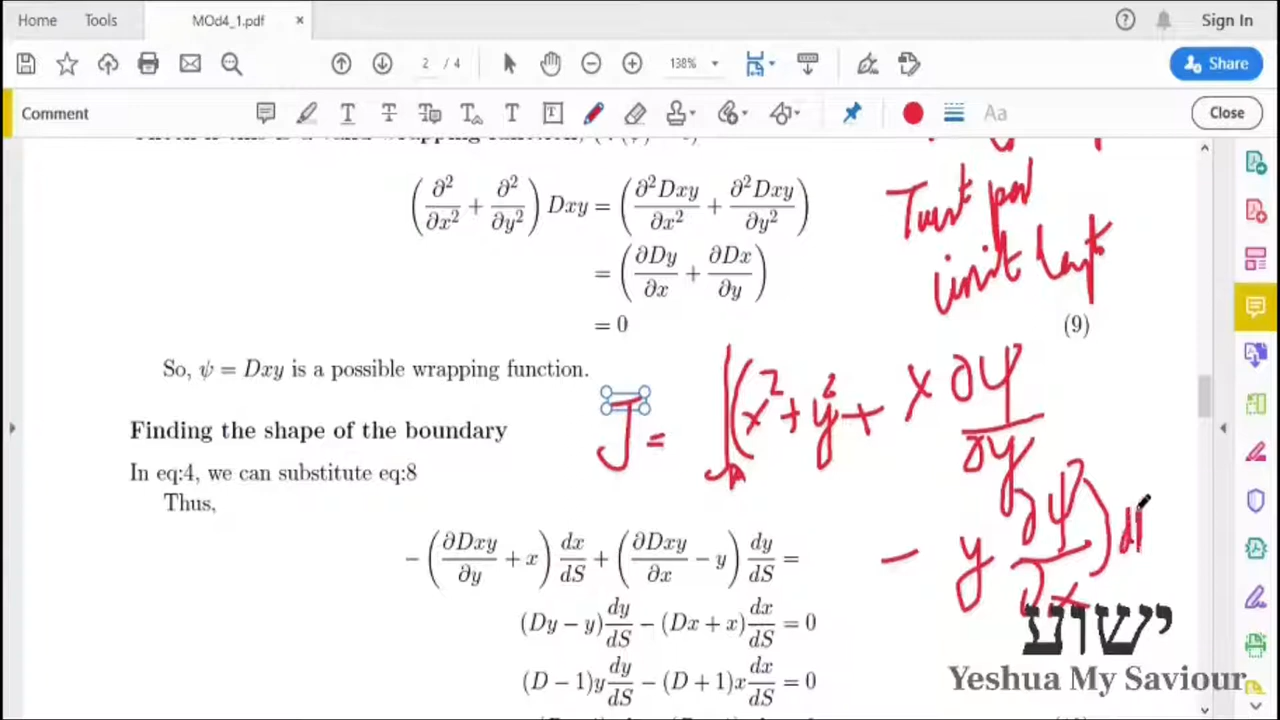 Home Tools MOd4_1.pdf × Sign In
2 / 4 138% Share
Comment Aa Close
(∂²/∂x² + ∂²/∂y²) Dxy = (∂²Dxy/∂x² + ∂²Dxy/∂y²)
= (∂Dy/∂x + ∂Dx/∂y)
= 0 (9)
Twist per
unit
So, ψ = Dxy is a possible wrapping function.
J = ∫A (x² + y² + x ∂ψ/∂y
− y ∂ψ/∂x) d
Finding the shape of the boundary
In eq:4, we can substitute eq:8
Thus,
− (∂Dxy/∂y + x) dx/dS + (∂Dxy/∂x − y) dy/dS =
(Dy − y) dy/dS − (Dx + x) dx/dS = 0
(D − 1)y dy/dS − (D + 1)x dx/dS = 0
ישוע
Yeshua My Saviour